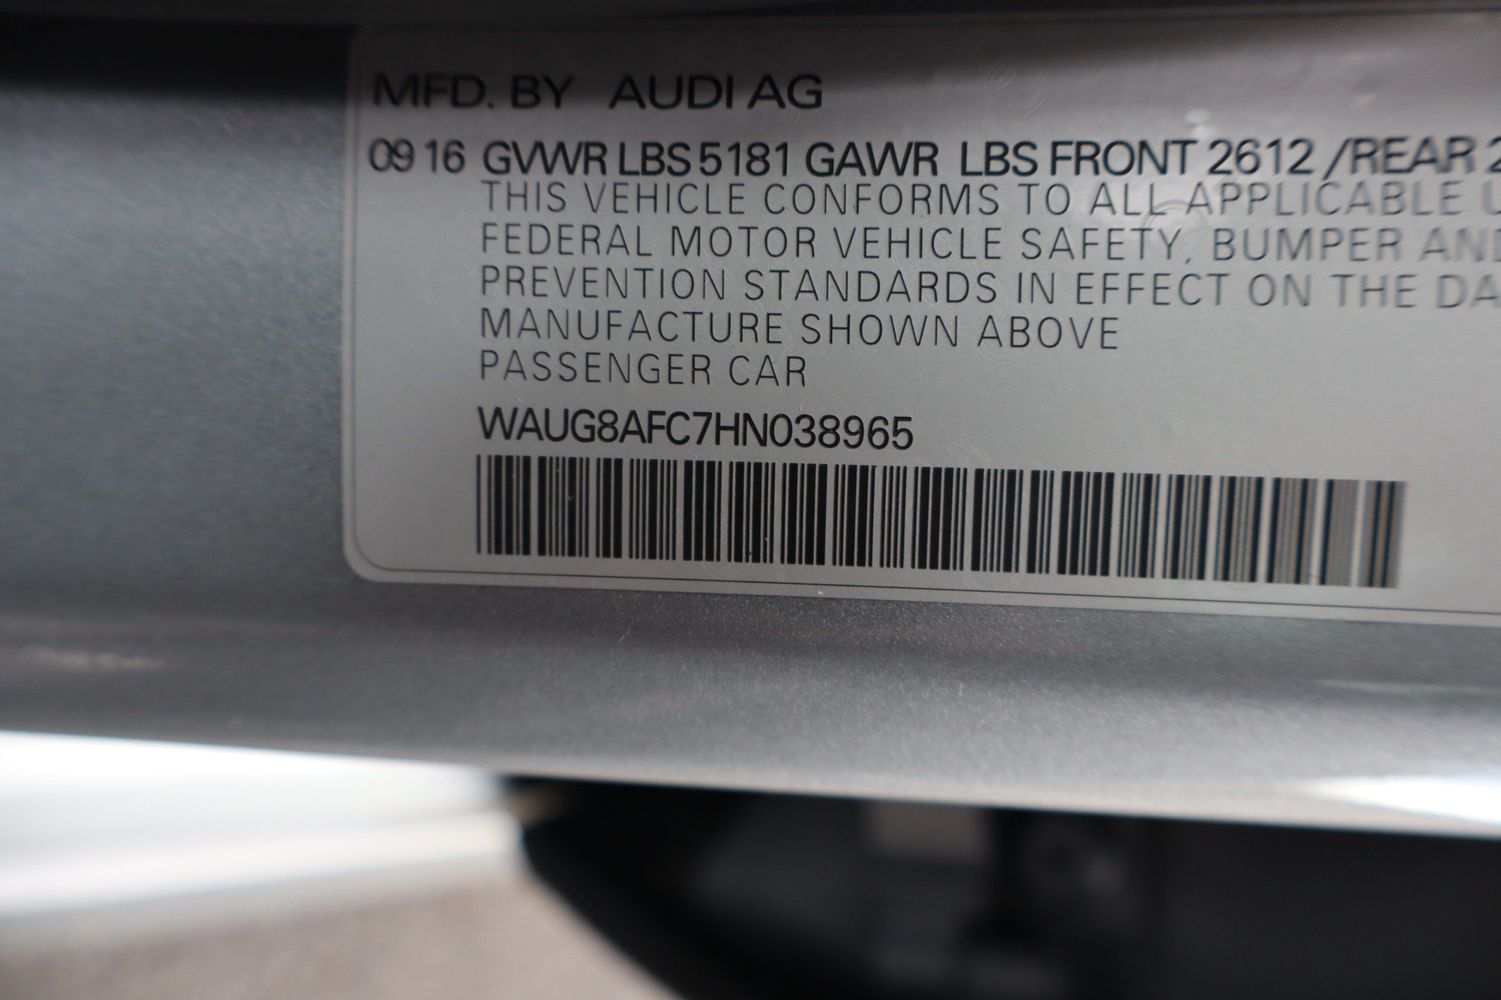 MFD. BY AUDI AG
09 16 GVWR LBS 5181 GAWR LBS FRONT 2612 /REAR 2
THIS VEHICLE CONFORMS TO ALL APPLICABLE U
FEDERAL MOTOR VEHICLE SAFETY, BUMPER AND
PREVENTION STANDARDS IN EFFECT ON THE DA
MANUFACTURE SHOWN ABOVE
PASSENGER CAR
WAUG8AFC7HN038965